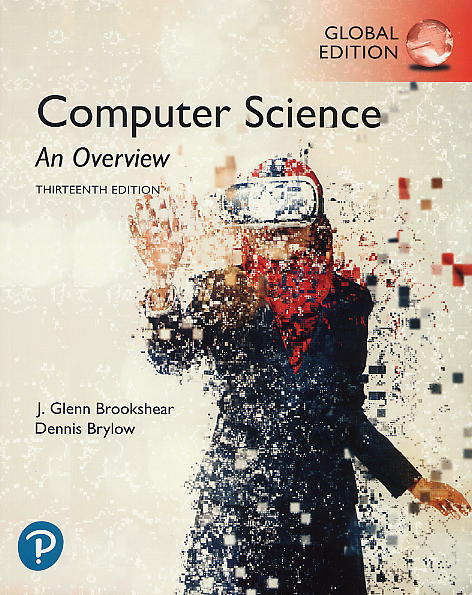 GLOBAL
EDITION
Computer Science
An Overview
THIRTEENTH EDITION
J. Glenn Brookshear
Dennis Brylow
P